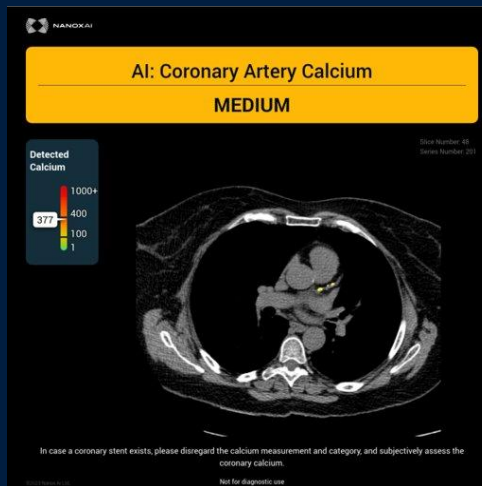 NANOXAI
AI: Coronary Artery Calcium
MEDIUM
Detected
Calcium
1000+
400
377
100
1
Slice Number: 48
Series Number: 201
In case a coronary stent exists, please disregard the calcium measurement and category, and subjectively assess the
coronary calcium.
Not for diagnostic use